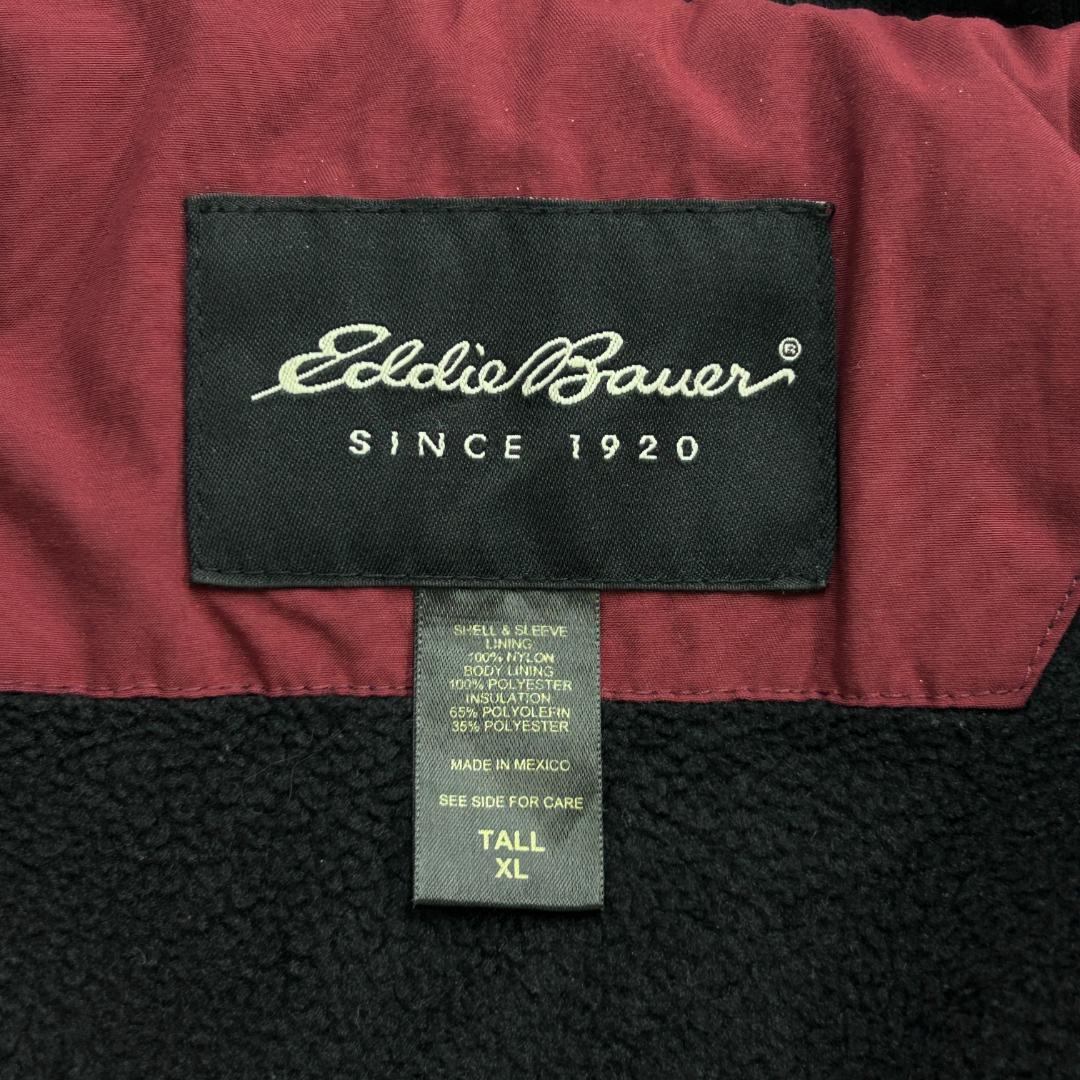 Eddie Bauer®
SINCE 1920
SHELL & SLEEVE
LINING
100% NYLON
BODY LINING
100% POLYESTER
INSULATION
65% POLYOLEFIN
35% POLYESTER
MADE IN MEXICO
SEE SIDE FOR CARE
TALL
XL